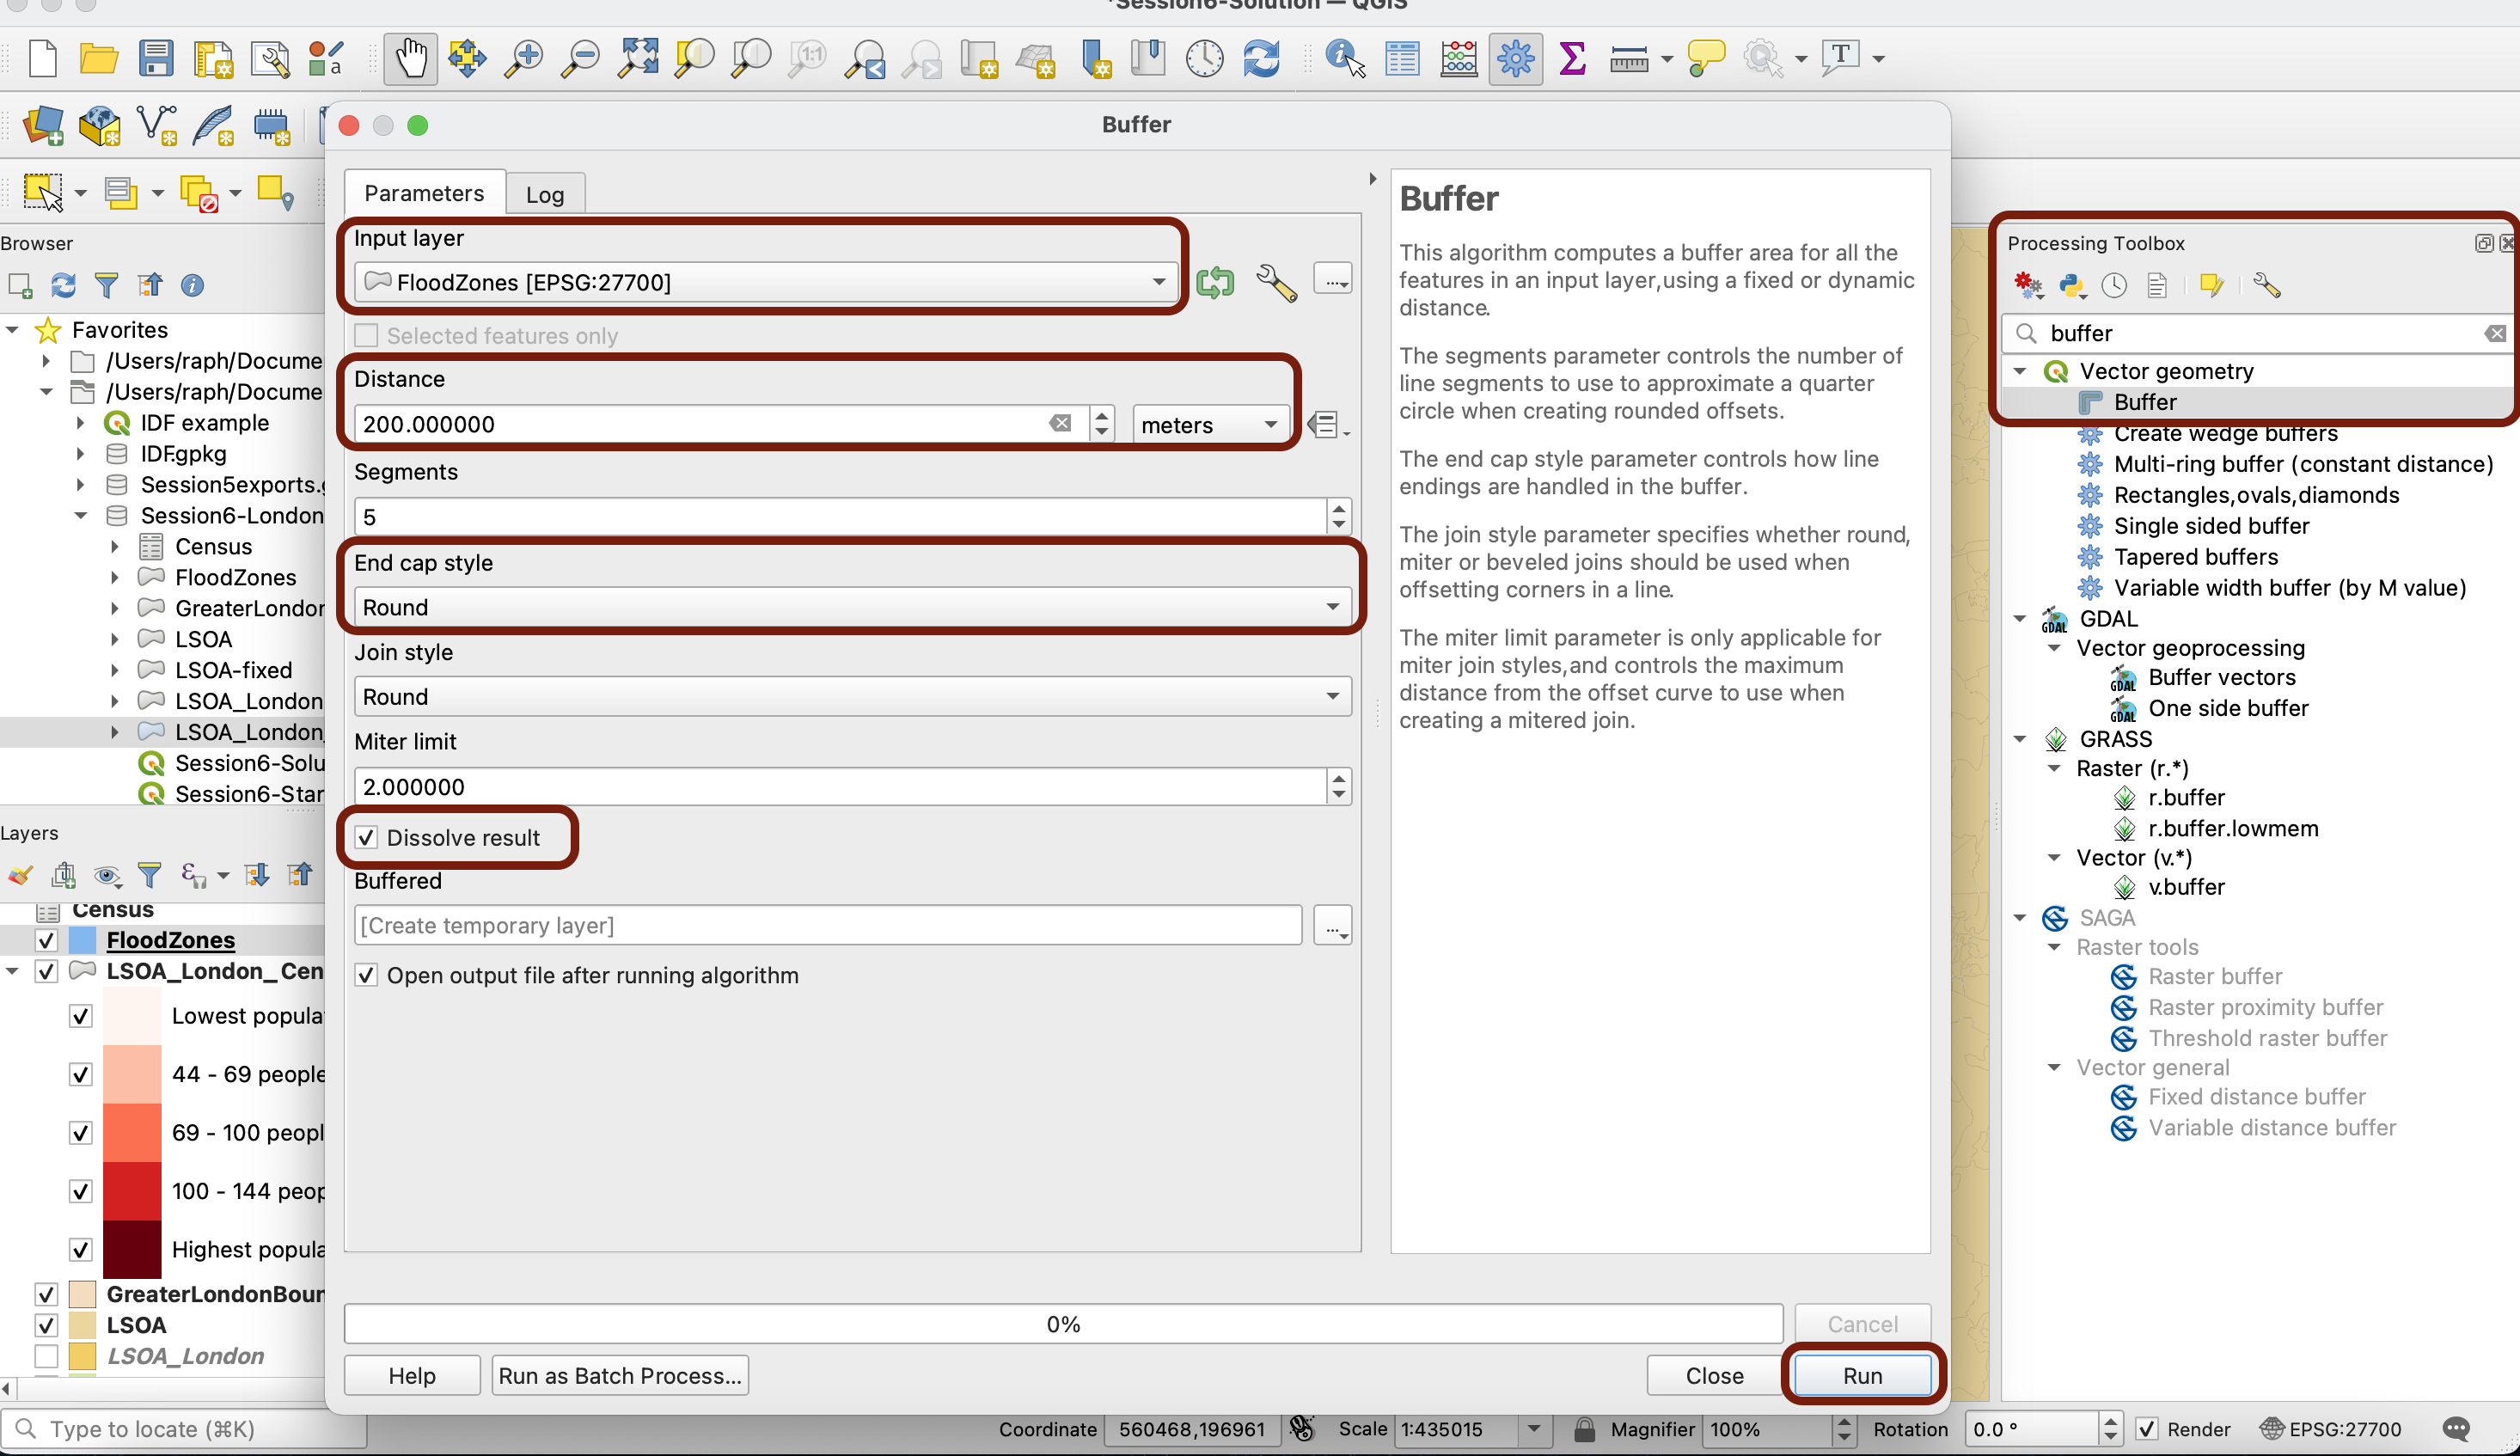 *Session6-Solution — QGIS
1:1
a
T
Buffer
Parameters
Log
Input layer
FloodZones [EPSG:27700]
...
Selected features only
Distance
200.000000
meters
Segments
5
End cap style
Round
Join style
Round
Miter limit
2.000000
Dissolve result
Buffered
[Create temporary layer]
...
Open output file after running algorithm
0%
Cancel
Help
Run as Batch Process...
Close
Run
Buffer
This algorithm computes a buffer area for all the
features in an input layer,using a fixed or dynamic
distance.
The segments parameter controls the number of
line segments to use to approximate a quarter
circle when creating rounded offsets.
The end cap style parameter controls how line
endings are handled in the buffer.
The join style parameter specifies whether round,
miter or beveled joins should be used when
offsetting corners in a line.
The miter limit parameter is only applicable for
miter join styles,and controls the maximum
distance from the offset curve to use when
creating a mitered join.
Browser
Favorites
/Users/raph/Docume
/Users/raph/Docume
IDF example
IDF.gpkg
Session5exports.g
Session6-London
Census
FloodZones
GreaterLondon
LSOA
LSOA-fixed
LSOA_London
LSOA_London_
Session6-Solu
Session6-Star
Layers
Census
FloodZones
LSOA_London_Cen
Lowest popula
44 - 69 people
69 - 100 peopl
100 - 144 peop
Highest popula
GreaterLondonBoun
LSOA
LSOA_London
Processing Toolbox
buffer
Vector geometry
Buffer
Create wedge buffers
Multi-ring buffer (constant distance)
Rectangles,ovals,diamonds
Single sided buffer
Tapered buffers
Variable width buffer (by M value)
GDAL
GDAL
Vector geoprocessing
GDAL
Buffer vectors
GDAL
One side buffer
GRASS
Raster (r.*)
r.buffer
r.buffer.lowmem
Vector (v.*)
v.buffer
SAGA
Raster tools
Raster buffer
Raster proximity buffer
Threshold raster buffer
Vector general
Fixed distance buffer
Variable distance buffer
Type to locate (⌘K)
Coordinate
560468,196961
Scale
1:435015
Magnifier
100%
Rotation
0.0 °
Render
EPSG:27700